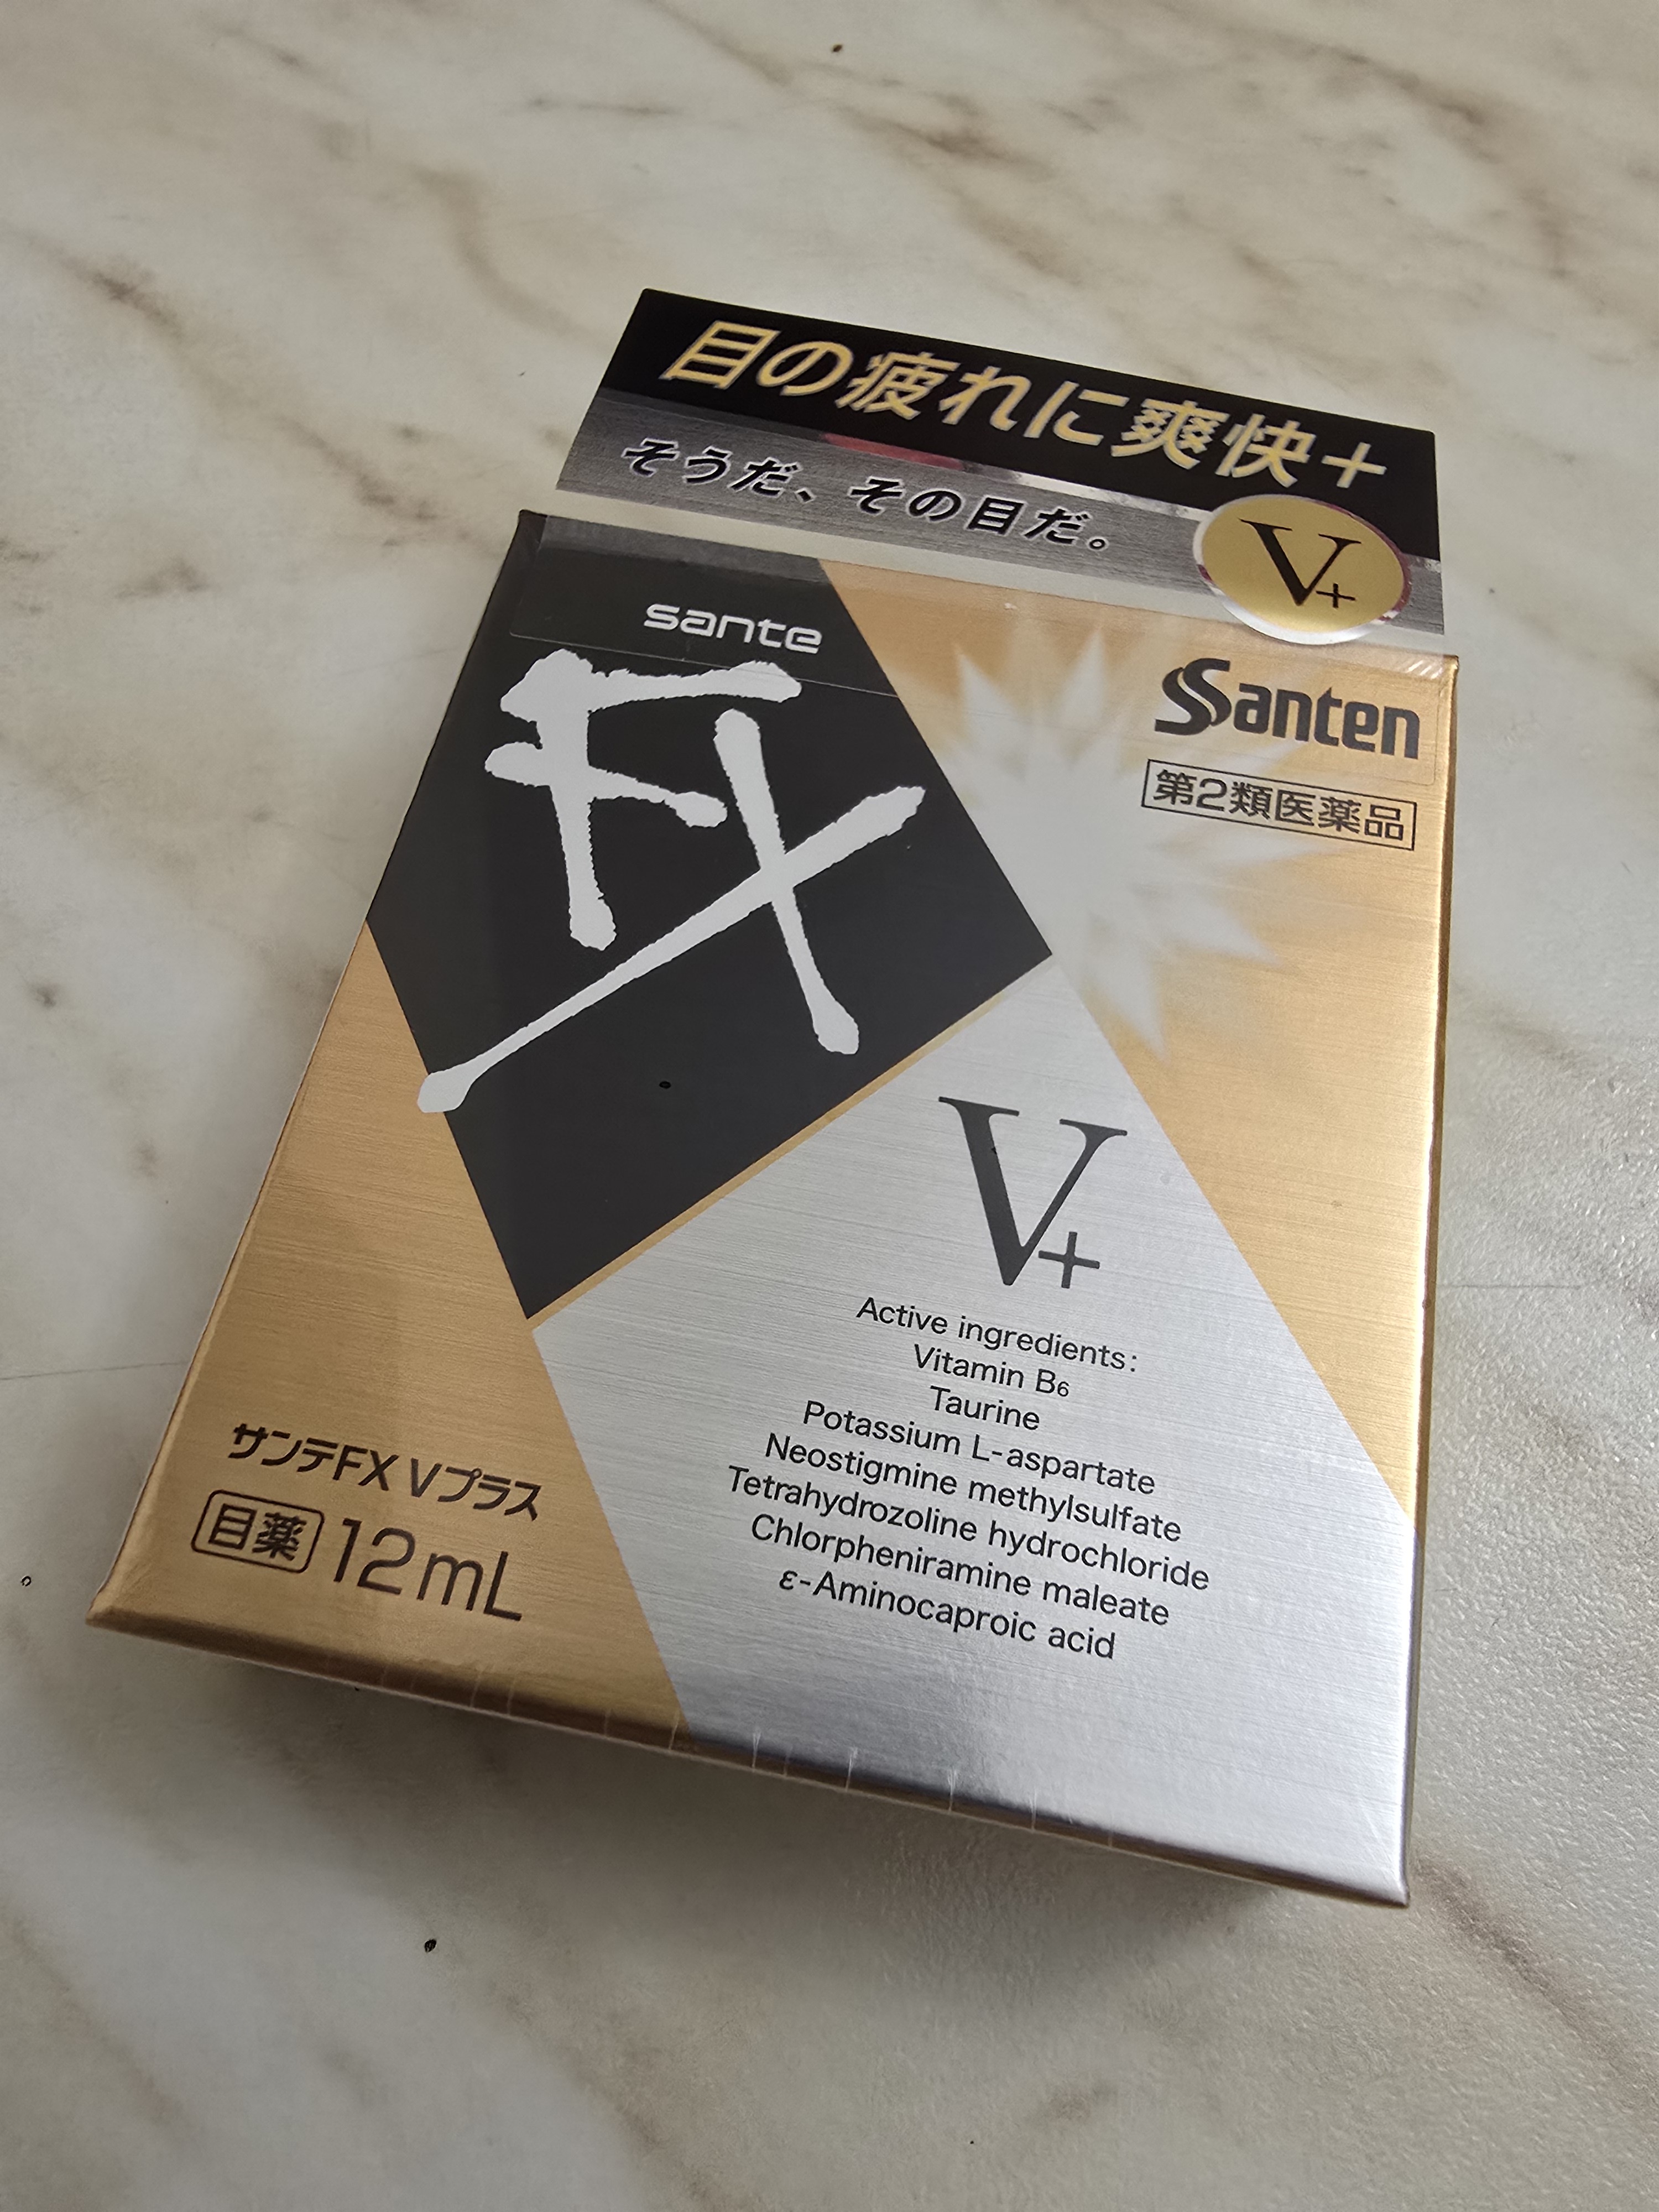 目の疲れに爽快+
そうだ、その目だ。
V+
sante
FX
Santen
第2類医薬品
V+
Active ingredients:
Vitamin B₆
Taurine
Potassium L-aspartate
Neostigmine methylsulfate
Tetrahydrozoline hydrochloride
Chlorpheniramine maleate
ε-Aminocaproic acid
サンテFX Vプラス
目薬 12mL